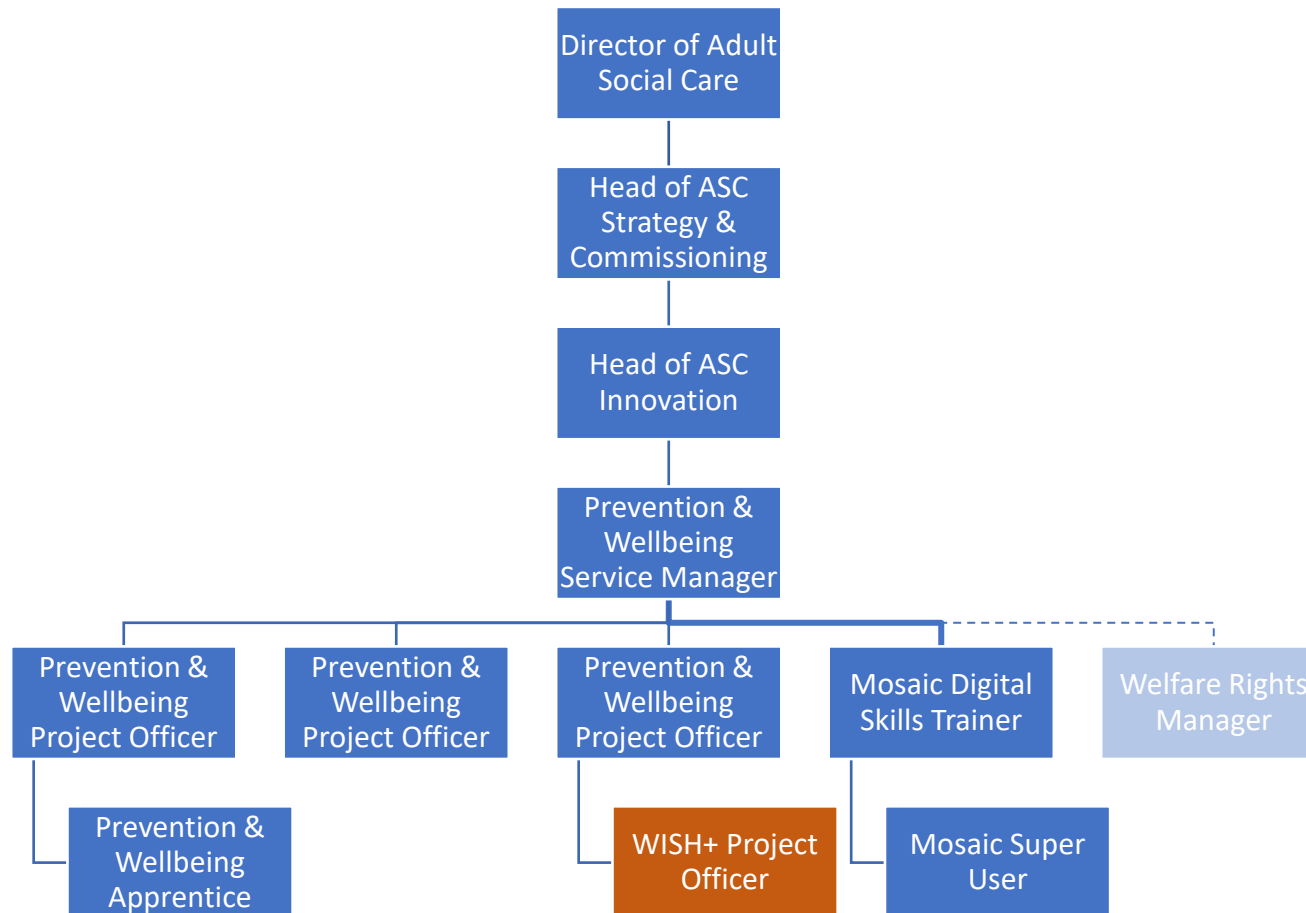 Director of Adult
Social Care
Head of ASC
Strategy &
Commissioning
Head of ASC
Innovation
Prevention &
Wellbeing
Service Manager
Prevention &
Wellbeing
Project Officer
Prevention &
Wellbeing
Project Officer
Prevention &
Wellbeing
Project Officer
Mosaic Digital
Skills Trainer
Welfare Rights
Manager
Prevention &
Wellbeing
Apprentice
WISH+ Project
Officer
Mosaic Super
User